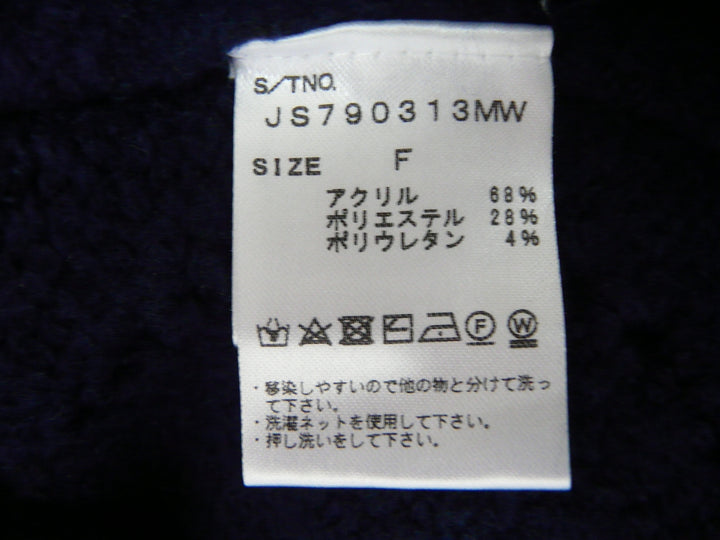 S/TNO.
JS790313MW
SIZE F
アクリル 68%
ポリエステル 28%
ポリウレタン 4%
F W
・移染しやすいので他の物と分けて洗っ
て下さい。
・洗濯ネットを使用して下さい。
・押し洗いをして下さい。